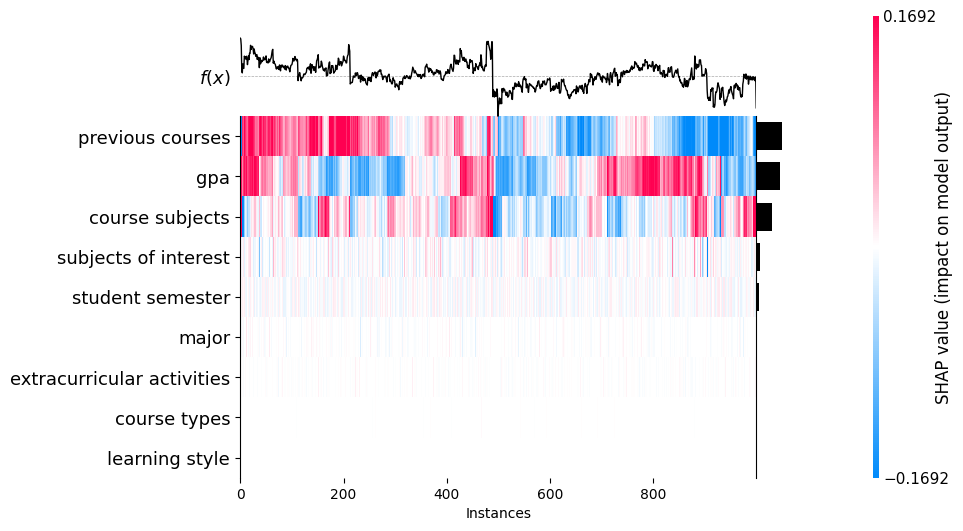 0.1692
f(x)
previous courses
gpa
course subjects
subjects of interest
student semester
major
extracurricular activities
course types
learning style
0 200 400 600 800
Instances
−0.1692
SHAP value (impact on model output)